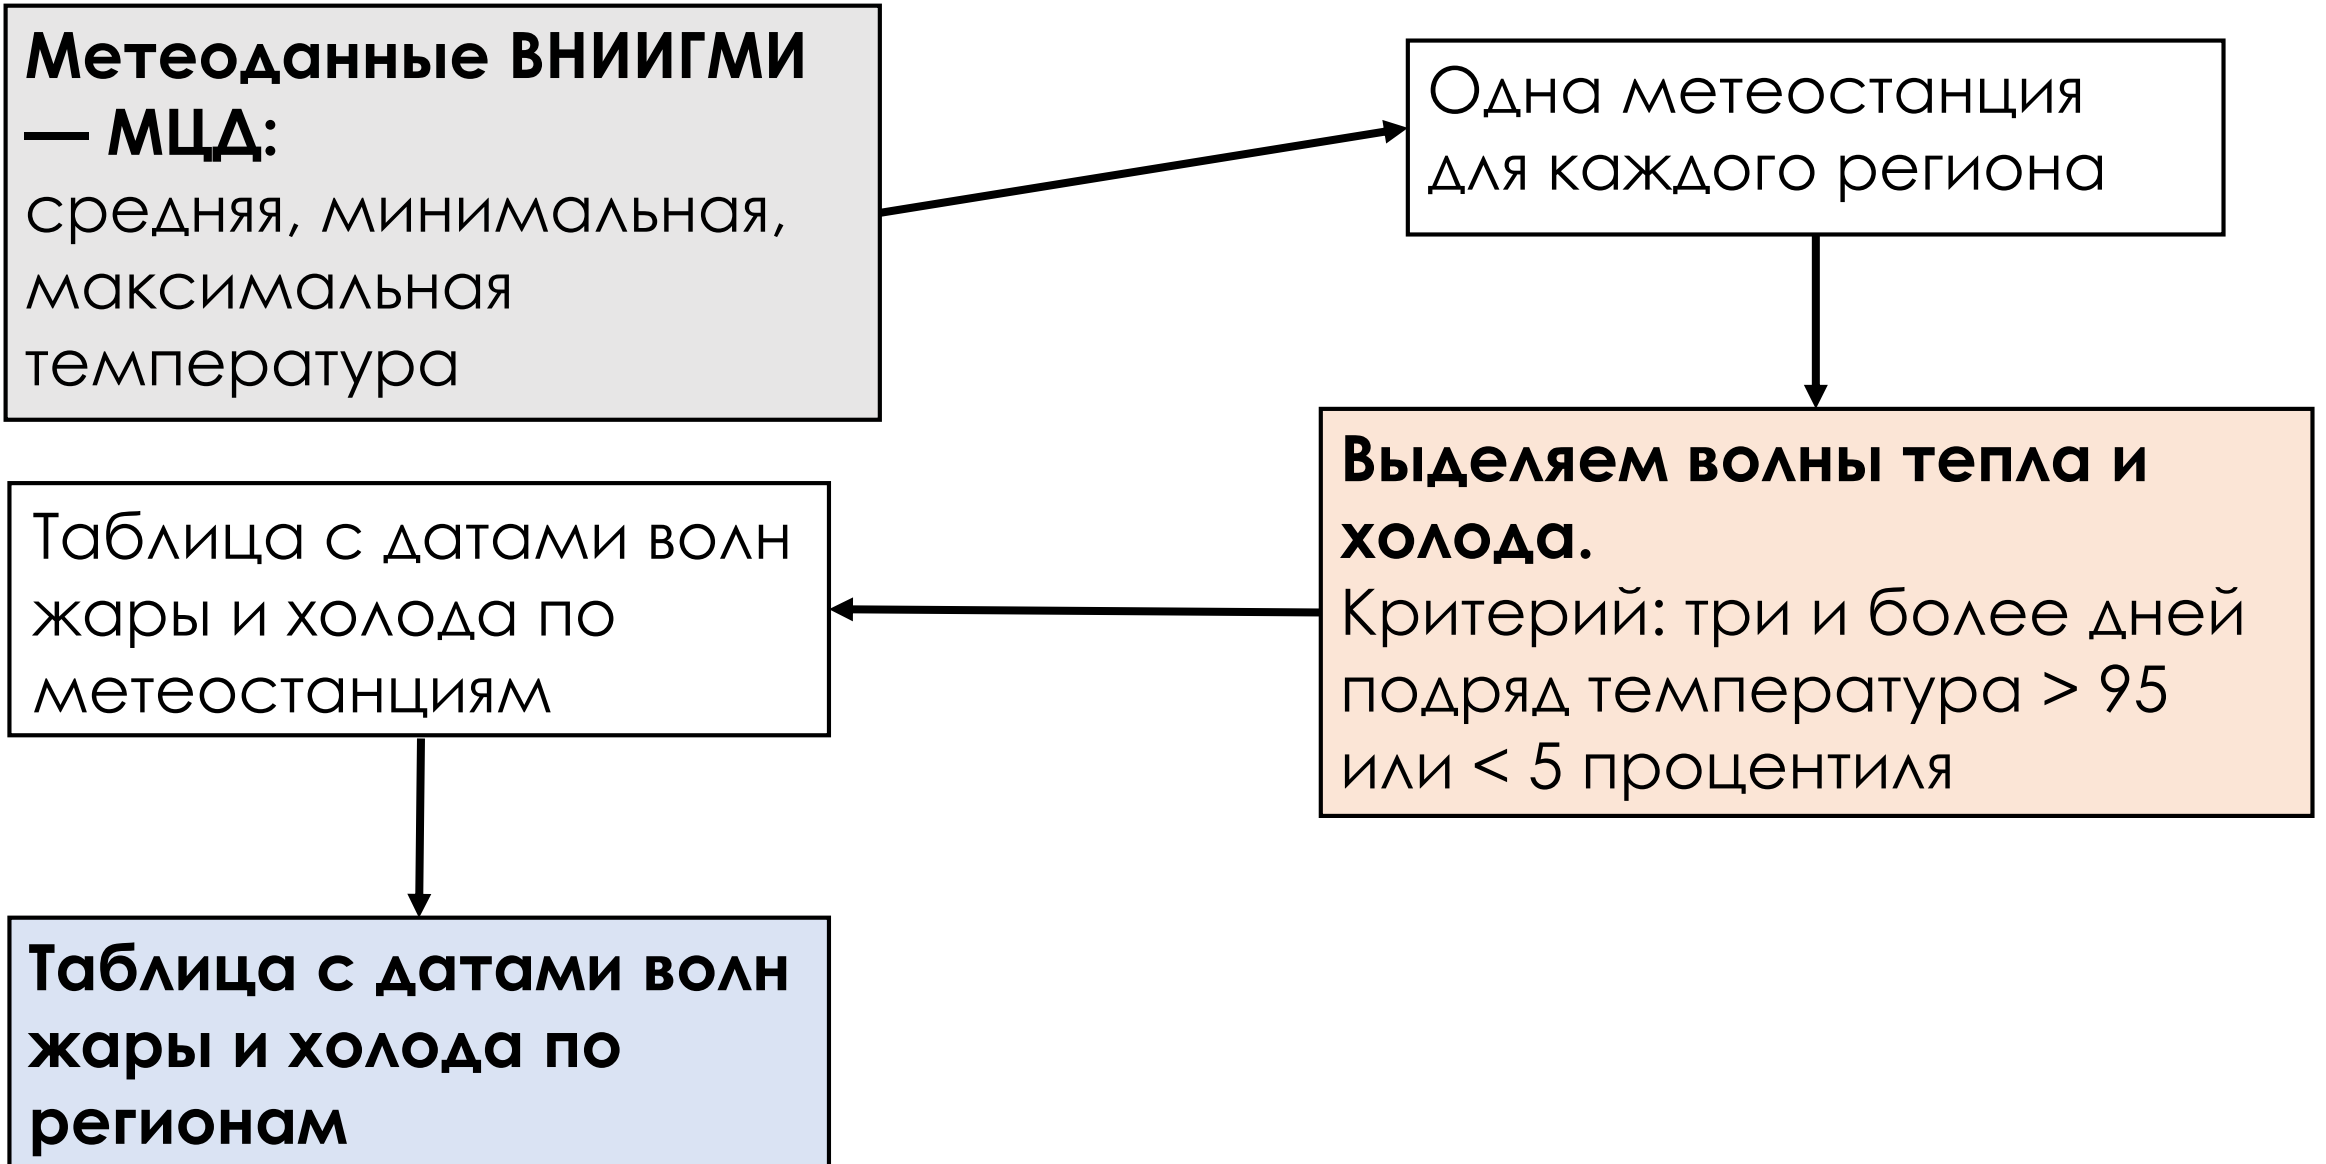 Метеоданные ВНИИГМИ
— МЦД:
средняя, минимальная,
максимальная
температура
Одна метеостанция
для каждого региона
Выделяем волны тепла и
холода.
Критерий: три и более дней
подряд температура > 95
или < 5 процентиля
Таблица с датами волн
жары и холода по
метеостанциям
Таблица с датами волн
жары и холода по
регионам